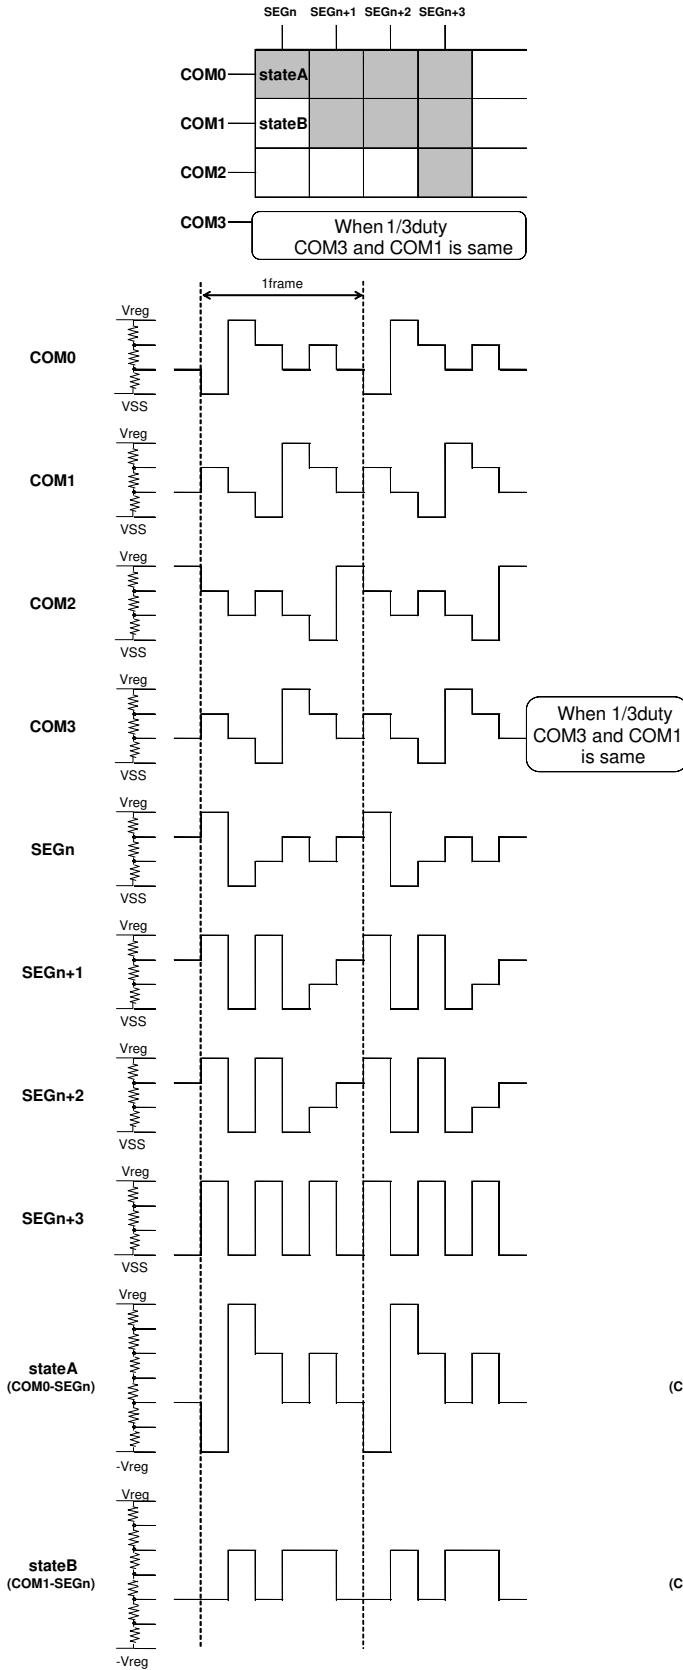 SEGn SEGn+1 SEGn+2 SEGn+3
COM0 stateA
COM1 stateB
COM2
COM3
When 1/3duty
COM3 and COM1 is same
1frame
Vreg
COM0
VSS
Vreg
COM1
VSS
Vreg
COM2
VSS
Vreg
COM3
VSS
When 1/3duty
COM3 and COM1
is same
Vreg
SEGn
VSS
Vreg
SEGn+1
VSS
Vreg
SEGn+2
VSS
Vreg
SEGn+3
VSS
Vreg
stateA
(COM0-SEGn)
(C
-Vreg
Vreg
stateB
(COM1-SEGn)
(C
-Vreg